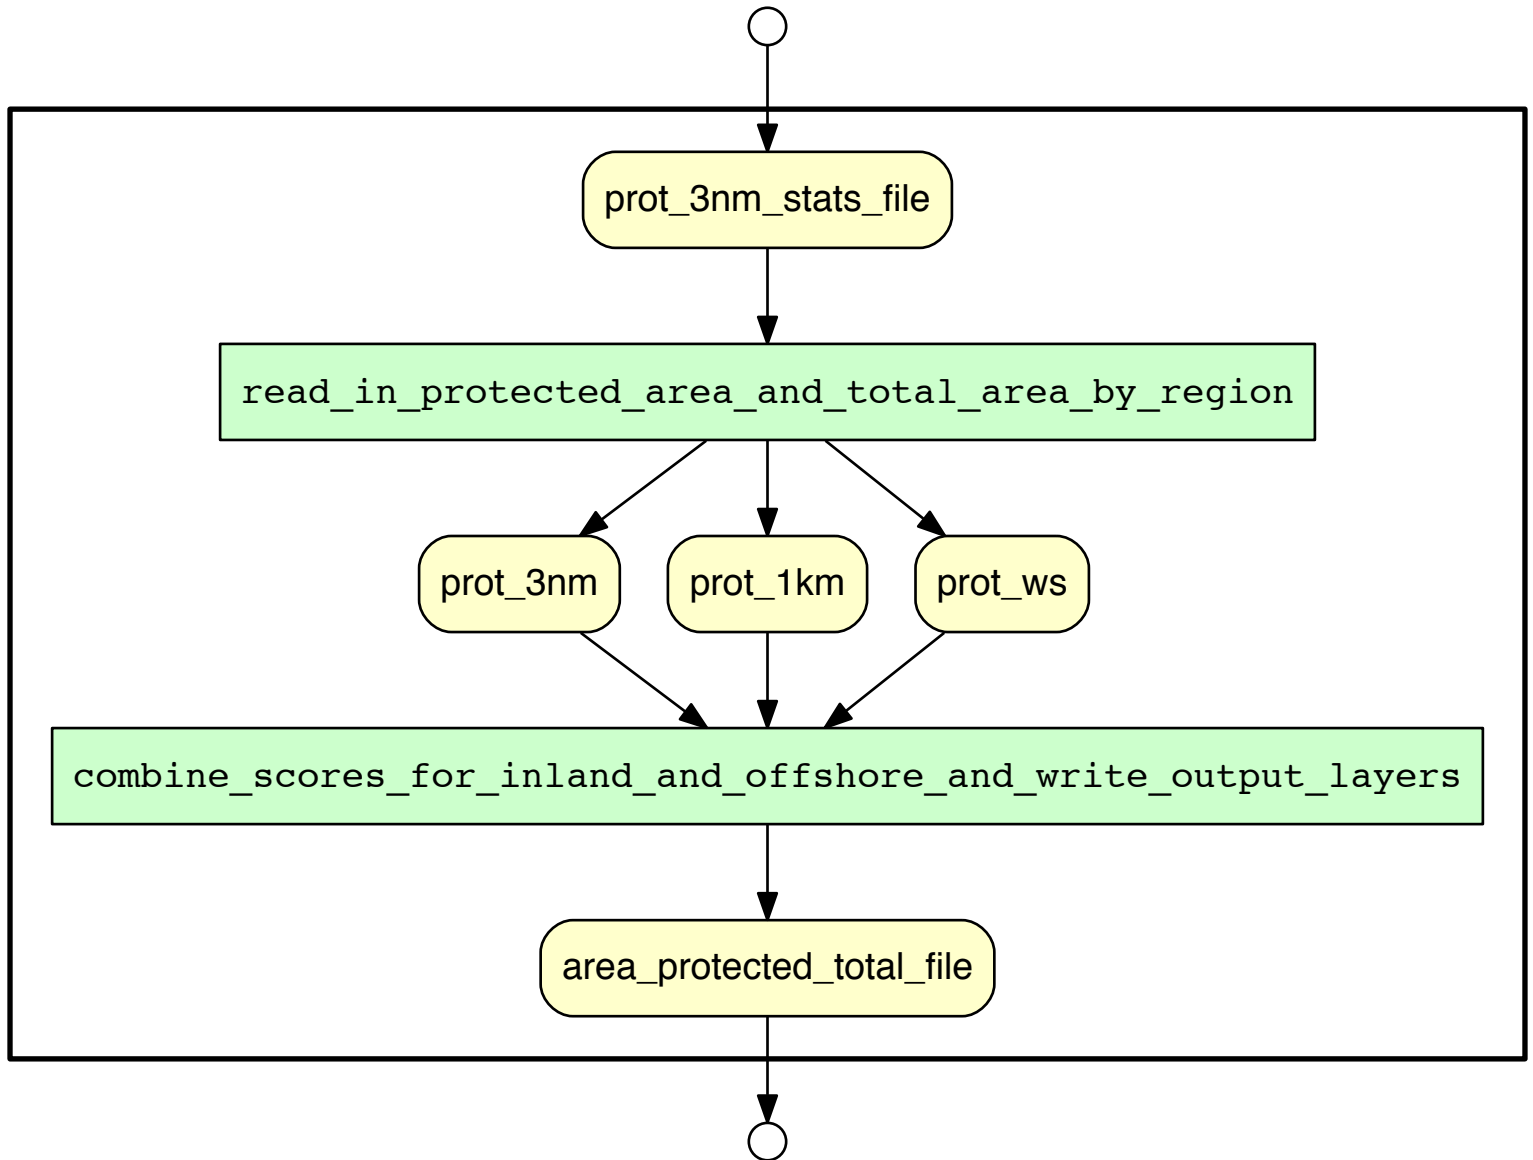 prot_3nm_stats_file
read_in_protected_area_and_total_area_by_region
prot_3nm
prot_1km
prot_ws
combine_scores_for_inland_and_offshore_and_write_output_layers
area_protected_total_file